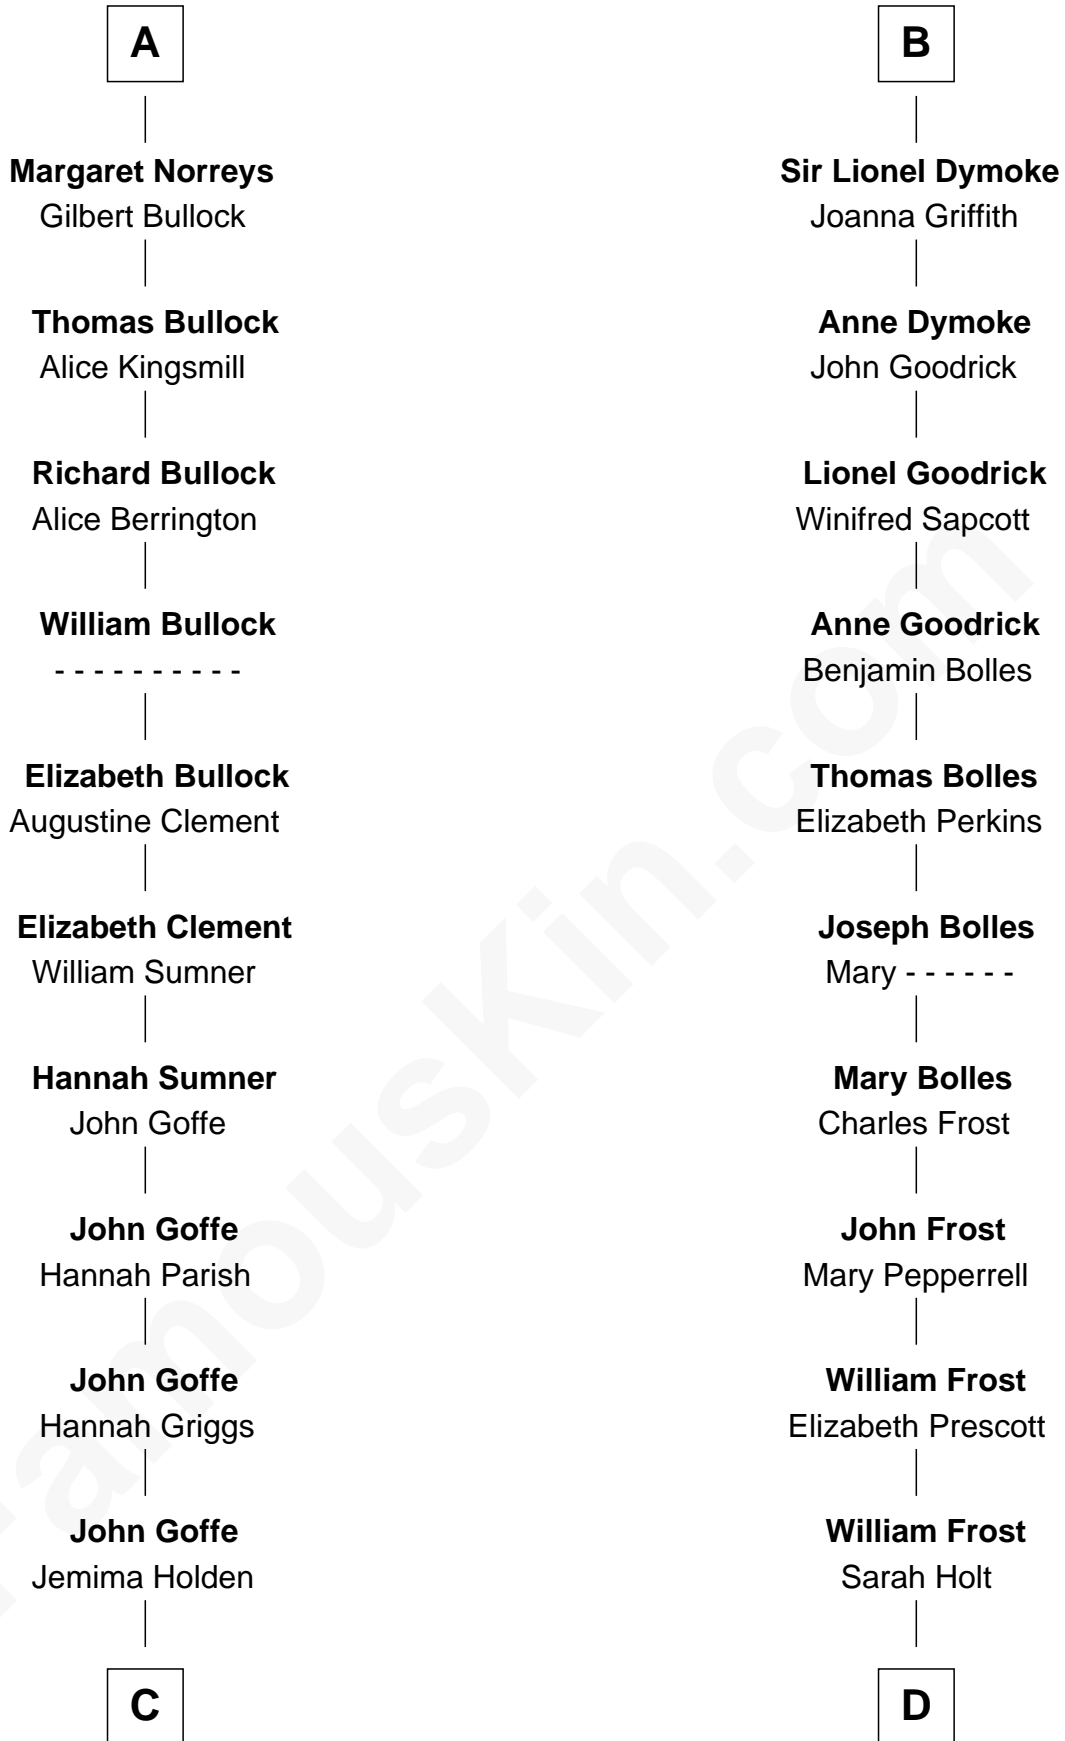 A
Margaret Norreys
Gilbert Bullock
Thomas Bullock
Alice Kingsmill
Richard Bullock
Alice Berrington
William Bullock
- - - - - - - - - -
Elizabeth Bullock
Augustine Clement
Elizabeth Clement
William Sumner
Hannah Sumner
John Goffe
John Goffe
Hannah Parish
John Goffe
Hannah Griggs
John Goffe
Jemima Holden
C
B
Sir Lionel Dymoke
Joanna Griffith
Anne Dymoke
John Goodrick
Lionel Goodrick
Winifred Sapcott
Anne Goodrick
Benjamin Bolles
Thomas Bolles
Elizabeth Perkins
Joseph Bolles
Mary - - - - - -
Mary Bolles
Charles Frost
John Frost
Mary Pepperrell
William Frost
Elizabeth Prescott
William Frost
Sarah Holt
D
FamousKin.com